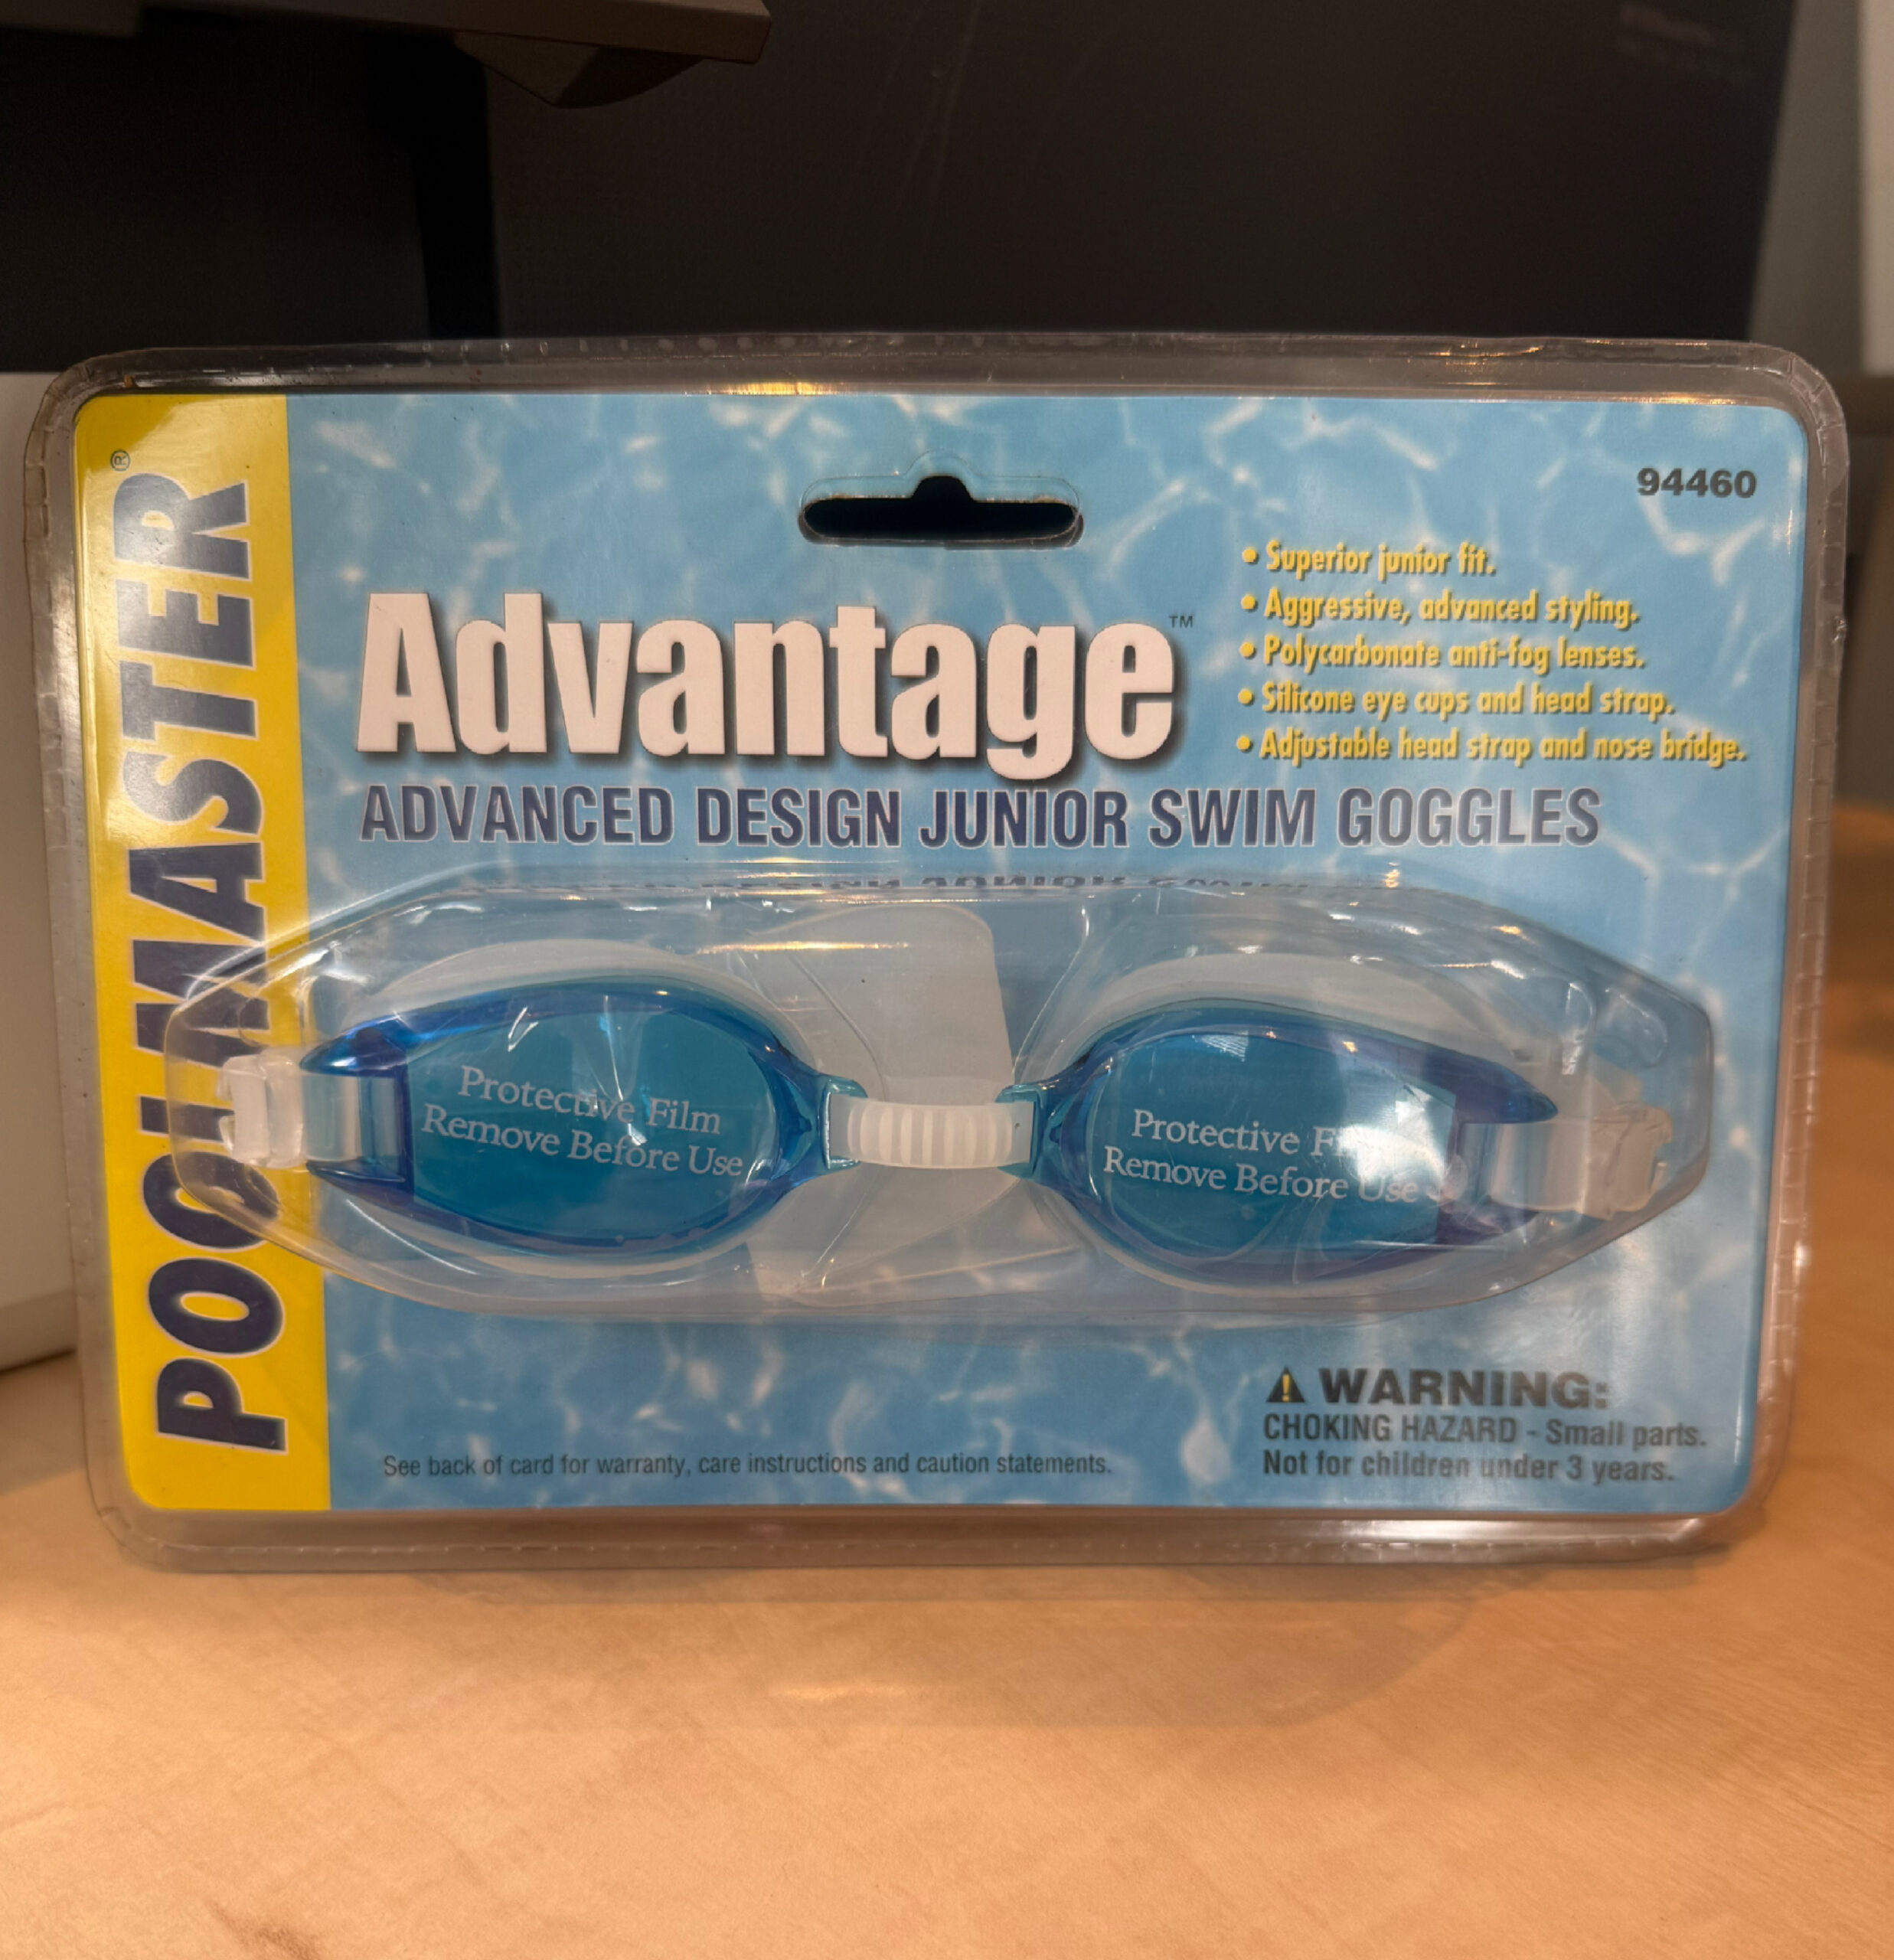 POOLMASTER®
94460
Advantage™
• Superior junior fit.
• Aggressive, advanced styling.
• Polycarbonate anti-fog lenses.
• Silicone eye cups and head strap.
• Adjustable head strap and nose bridge.
ADVANCED DESIGN JUNIOR SWIM GOGGLES
Protective Film
Remove Before Use
Protective Film
Remove Before Use
⚠ WARNING:
CHOKING HAZARD - Small parts.
Not for children under 3 years.
See back of card for warranty, care instructions and caution statements.